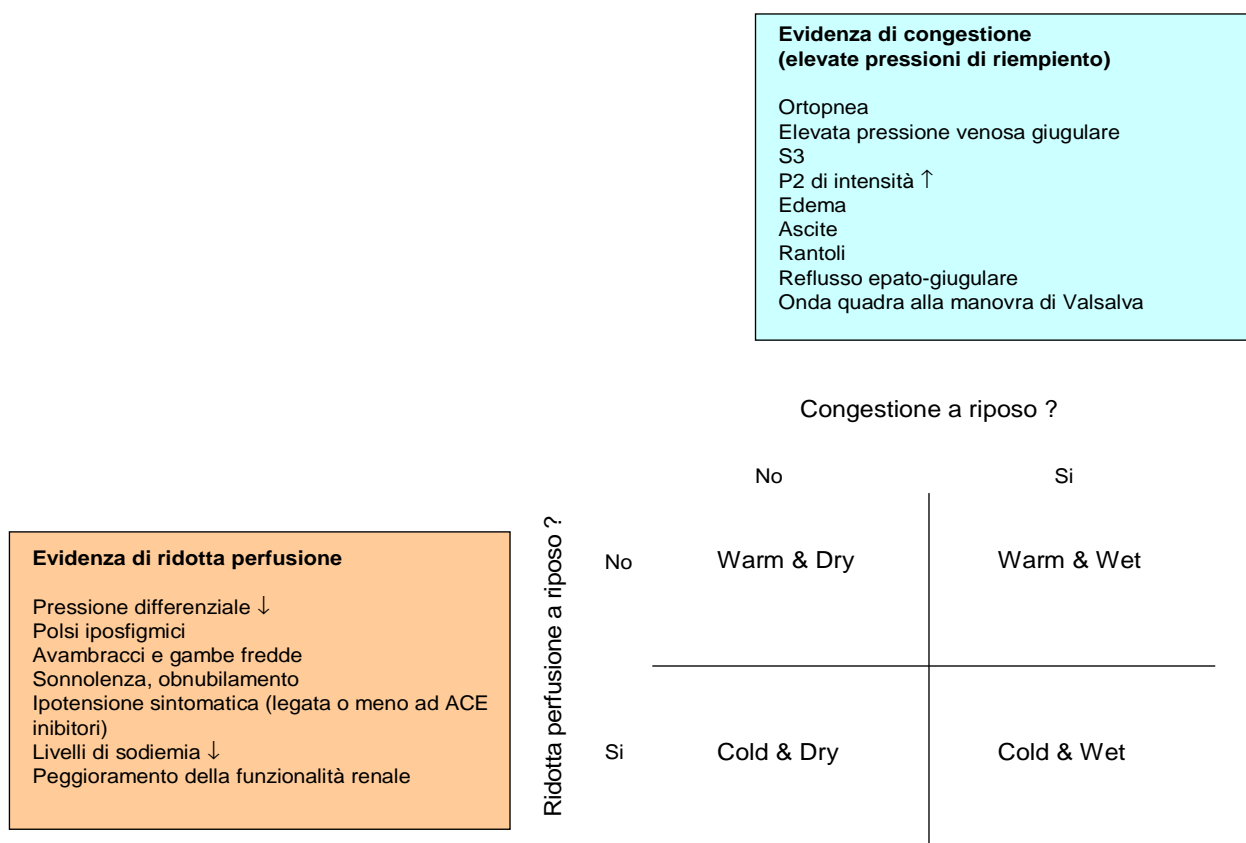 Evidenza di congestione
(elevate pressioni di riempiento)
Ortopnea
Elevata pressione venosa giugulare
S3
P2 di intensità ↑
Edema
Ascite
Rantoli
Reflusso epato-giugulare
Onda quadra alla manovra di Valsalva
Congestione a riposo ?
No
Si
Evidenza di ridotta perfusione
Pressione differenziale ↓
Polsi iposfigmici
Avambracci e gambe fredde
Sonnolenza, obnubilamento
Ipotensione sintomatica (legata o meno ad ACE
inibitori)
Livelli di sodiemia ↓
Peggioramento della funzionalità renale
Ridotta perfusione a riposo ?
No
Warm & Dry
Warm & Wet
Si
Cold & Dry
Cold & Wet